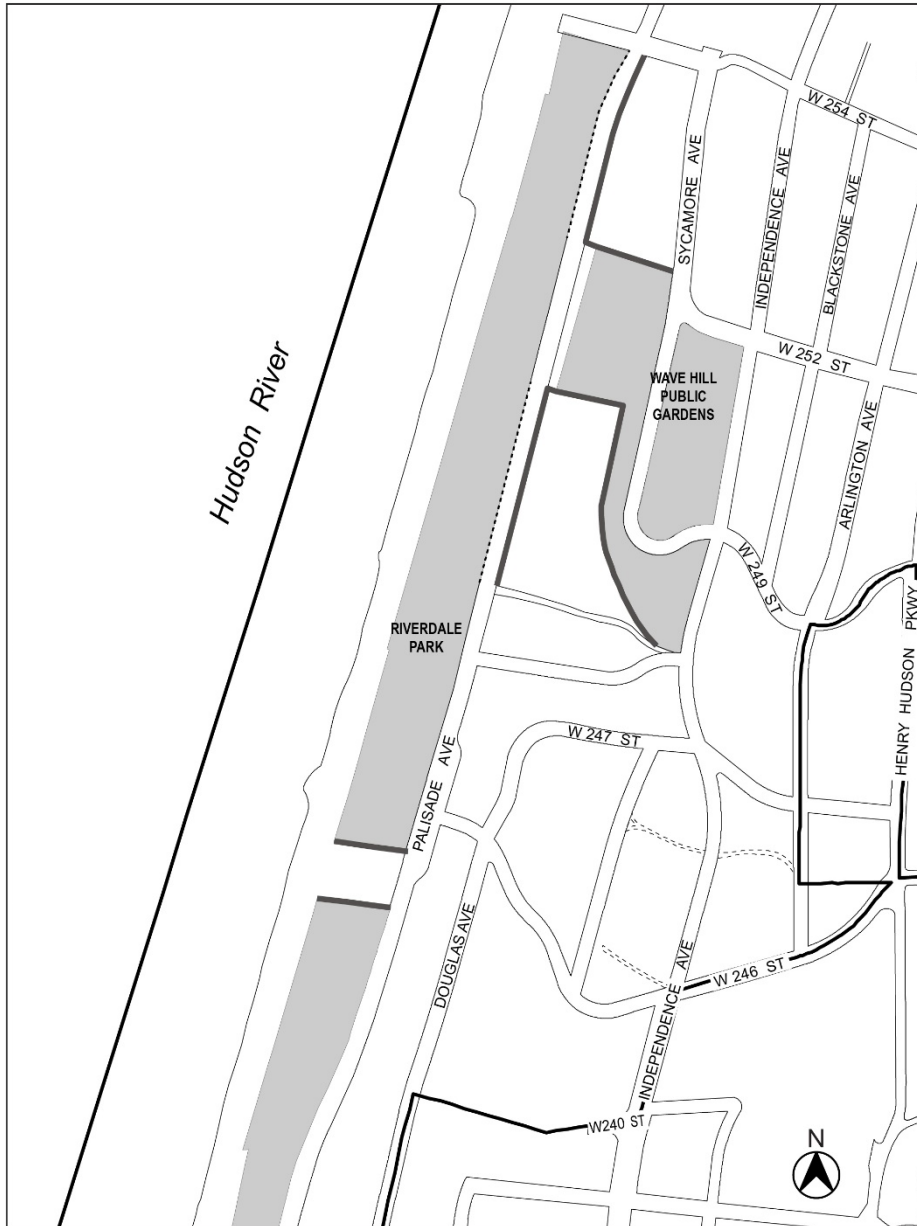 W 254 ST
SYCAMORE AVE
INDEPENDENCE AVE
BLACKSTONE AVE
W 252 ST
WAVE HILL
PUBLIC
GARDENS
Hudson River
ARLINGTON AVE
W 249 ST
HENRY HUDSON PKWY
RIVERDALE
PARK
W 247 ST
PALISADE AVE
DOUGLAS AVE
W 246 ST
INDEPENDENCE AVE
W240 ST
N